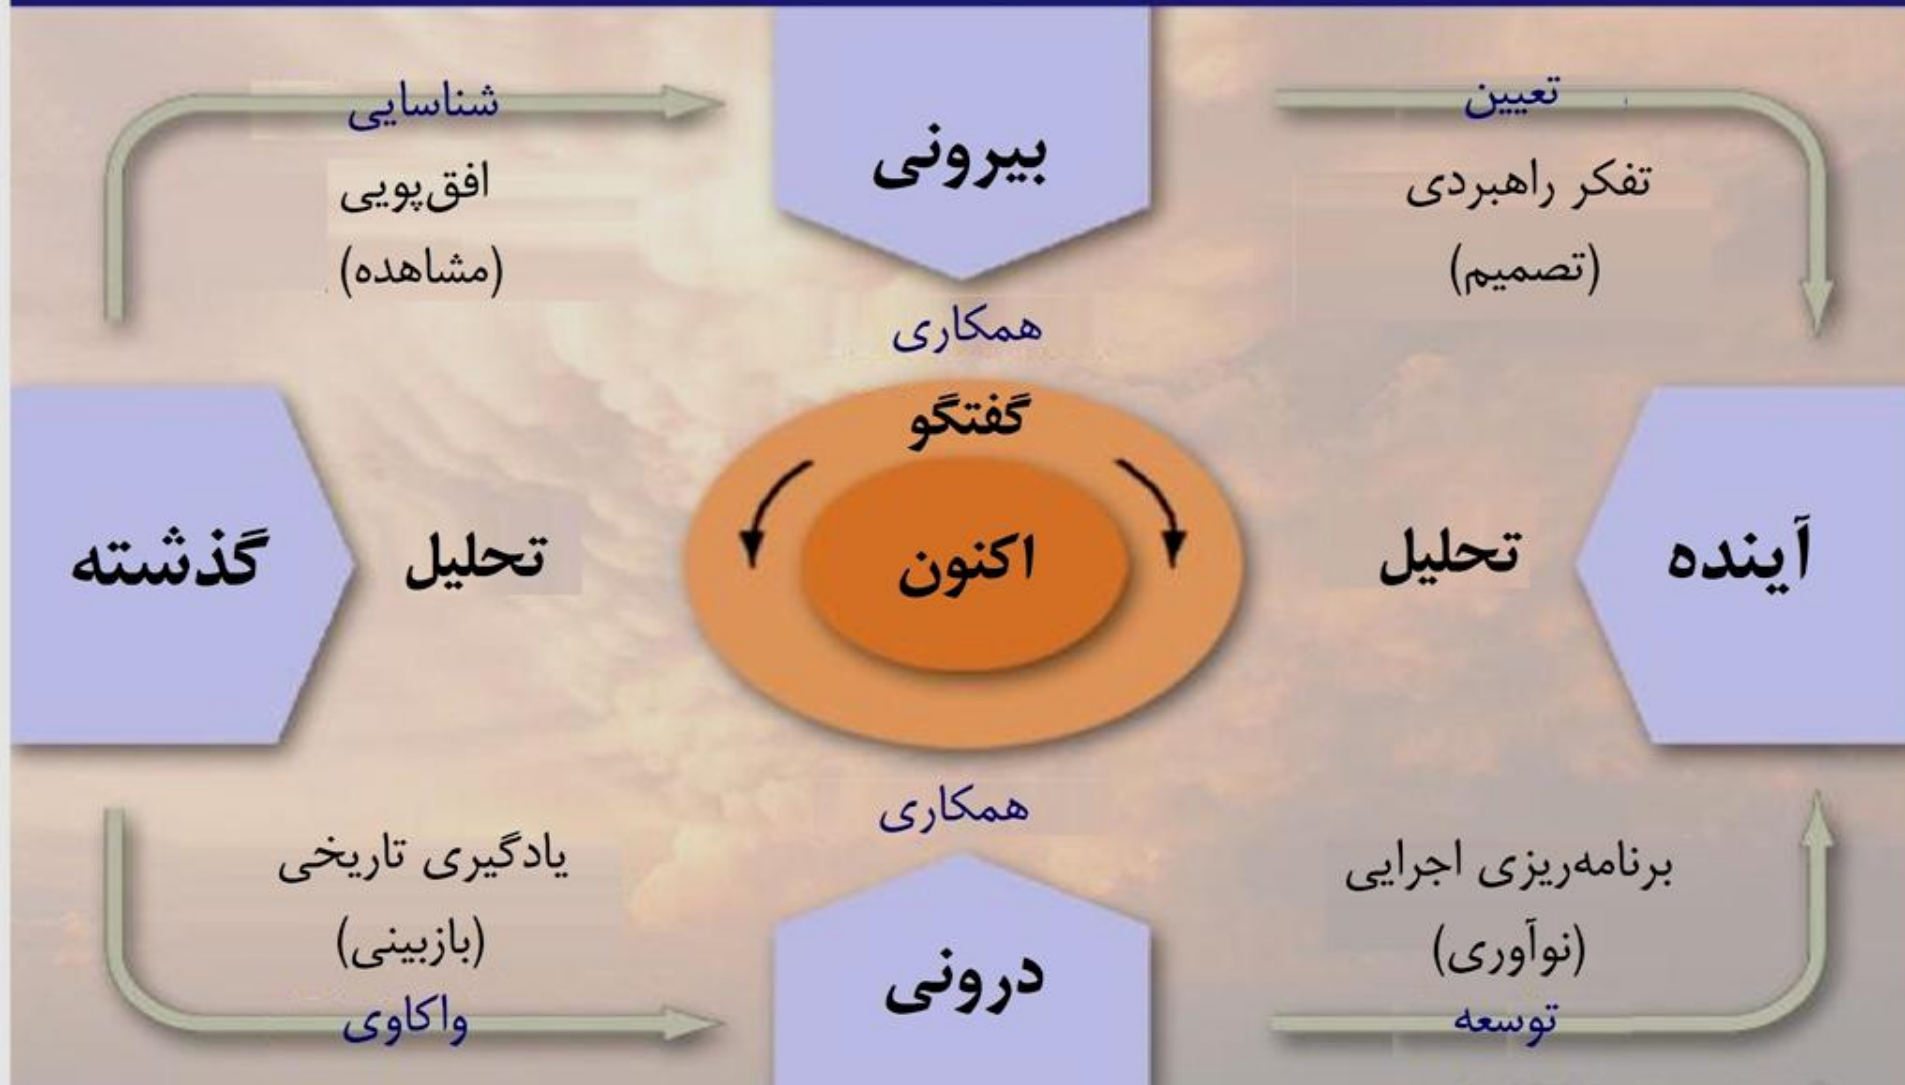 تعیین
تفکر راهبردی
(تصمیم)
بیرونی
شناسایی
افق‌پویی
(مشاهده)
همکاری
گفتگو
اکنون
آینده
تحلیل
تحلیل
گذشته
همکاری
برنامه‌ریزی اجرایی
(نوآوری)
توسعه
درونی
یادگیری تاریخی
(بازبینی)
واکاوی